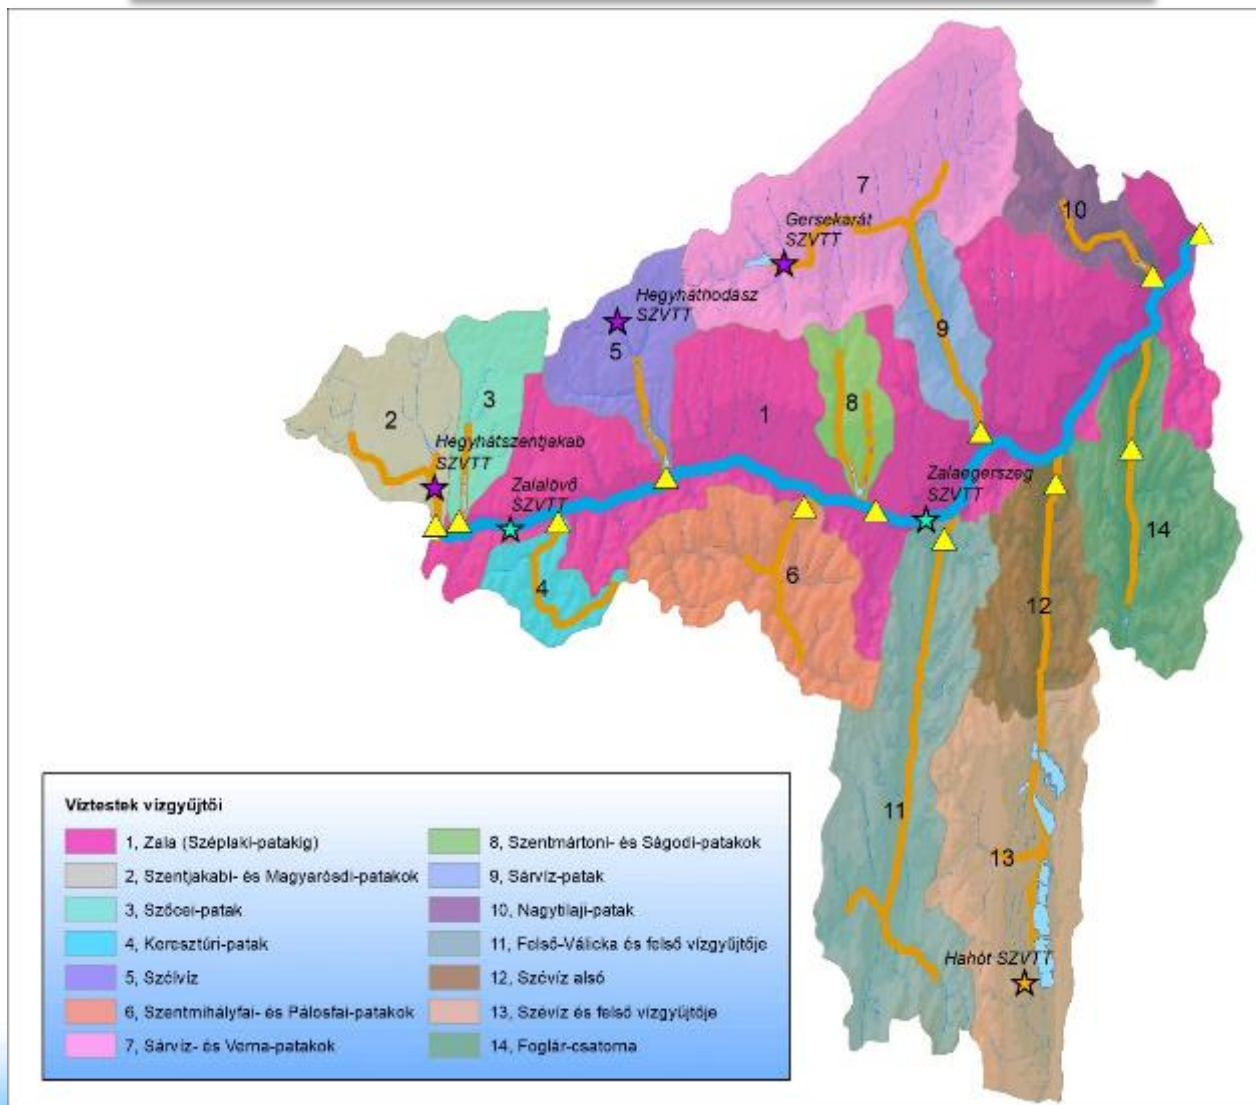 7
10
Gersekarát
SZVTT
Hegyháthodász
SZVTT
5
9
3
2
1
8
Hegyhátszentjakab
SZVTT
Zalalövő
SZVTT
Zalaegerszeg
SZVTT
14
4
6
12
11
13
Hahót SZVTT
Víztestek vízgyűjtői
1, Zala (Széplaki-patakig)
2, Szentjakabi- és Magyarósdi-patakok
3, Szőcei-patak
4, Keresztúri-patak
5, Szélvíz
6, Szentmihályfai- és Pálosfai-patakok
7, Sárvíz- és Verna-patakok
8, Szentmártoni- és Ságodi-patakok
9, Sárvíz-patak
10, Nagytilaji-patak
11, Felső-Válicka és felső vízgyűjtője
12, Szévíz alsó
13, Szévíz és felső vízgyűjtője
14, Foglár-csatorna